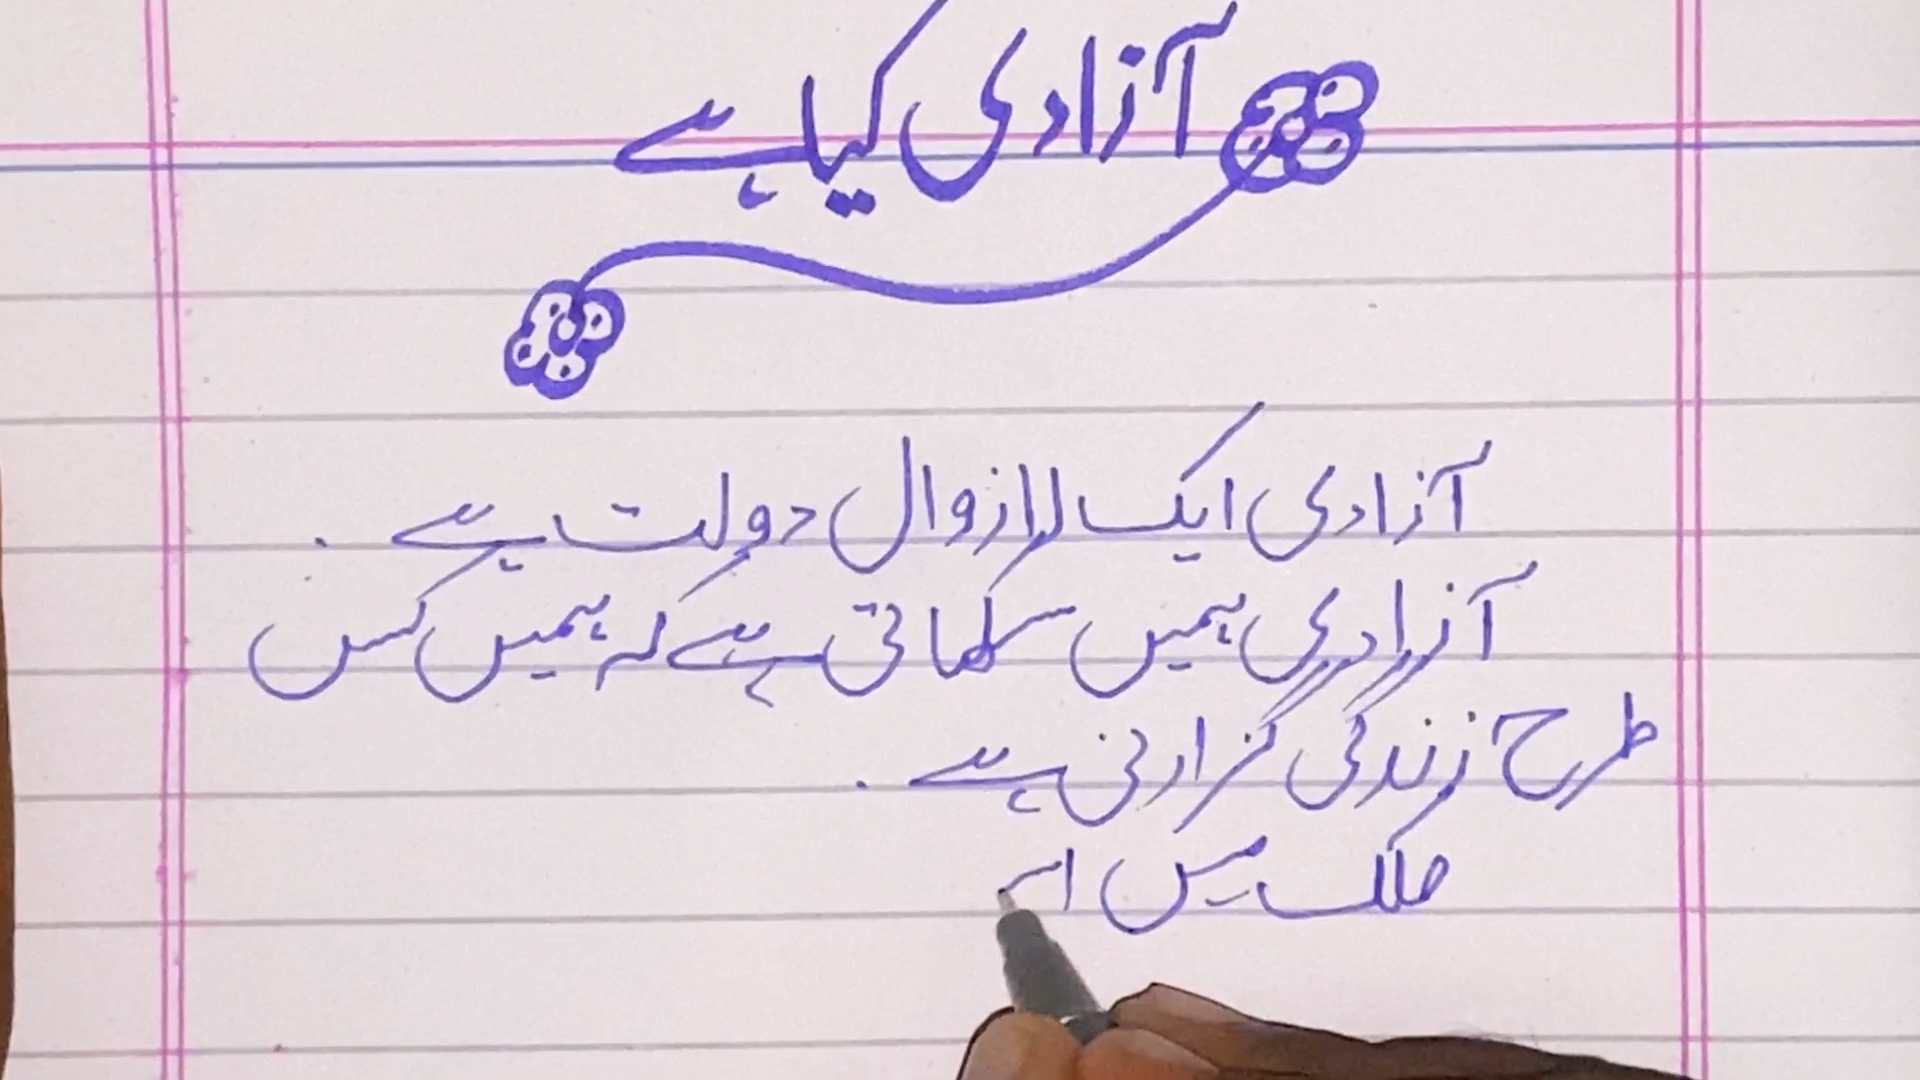 آزادی کیا ہے
آزادی ایک لازوال دولت ہے ۔
آزادی ہمیں سکھاتی ہے کہ ہمیں کس
طرح زندگی گزارنی ہے ۔
ملک میں